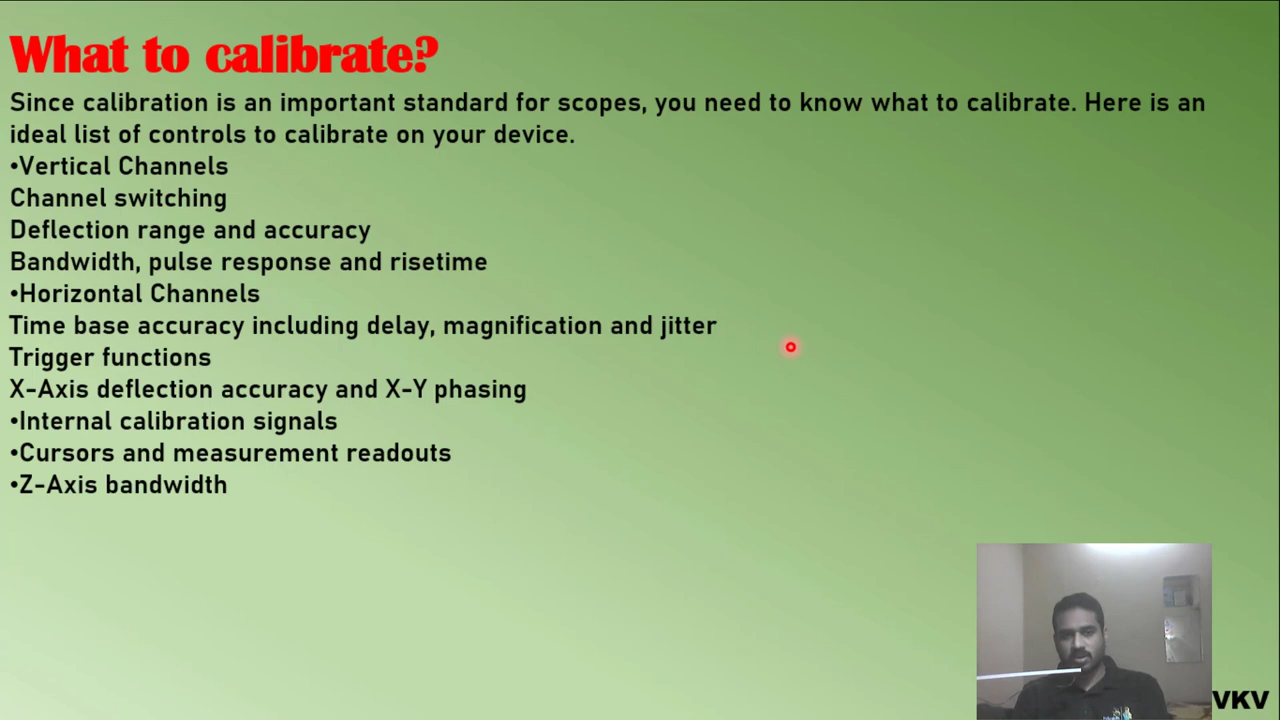 What to calibrate?
Since calibration is an important standard for scopes, you need to know what to calibrate. Here is an
ideal list of controls to calibrate on your device.
•Vertical Channels
Channel switching
Deflection range and accuracy
Bandwidth, pulse response and risetime
•Horizontal Channels
Time base accuracy including delay, magnification and jitter
Trigger functions
X-Axis deflection accuracy and X-Y phasing
•Internal calibration signals
•Cursors and measurement readouts
•Z-Axis bandwidth
VKV